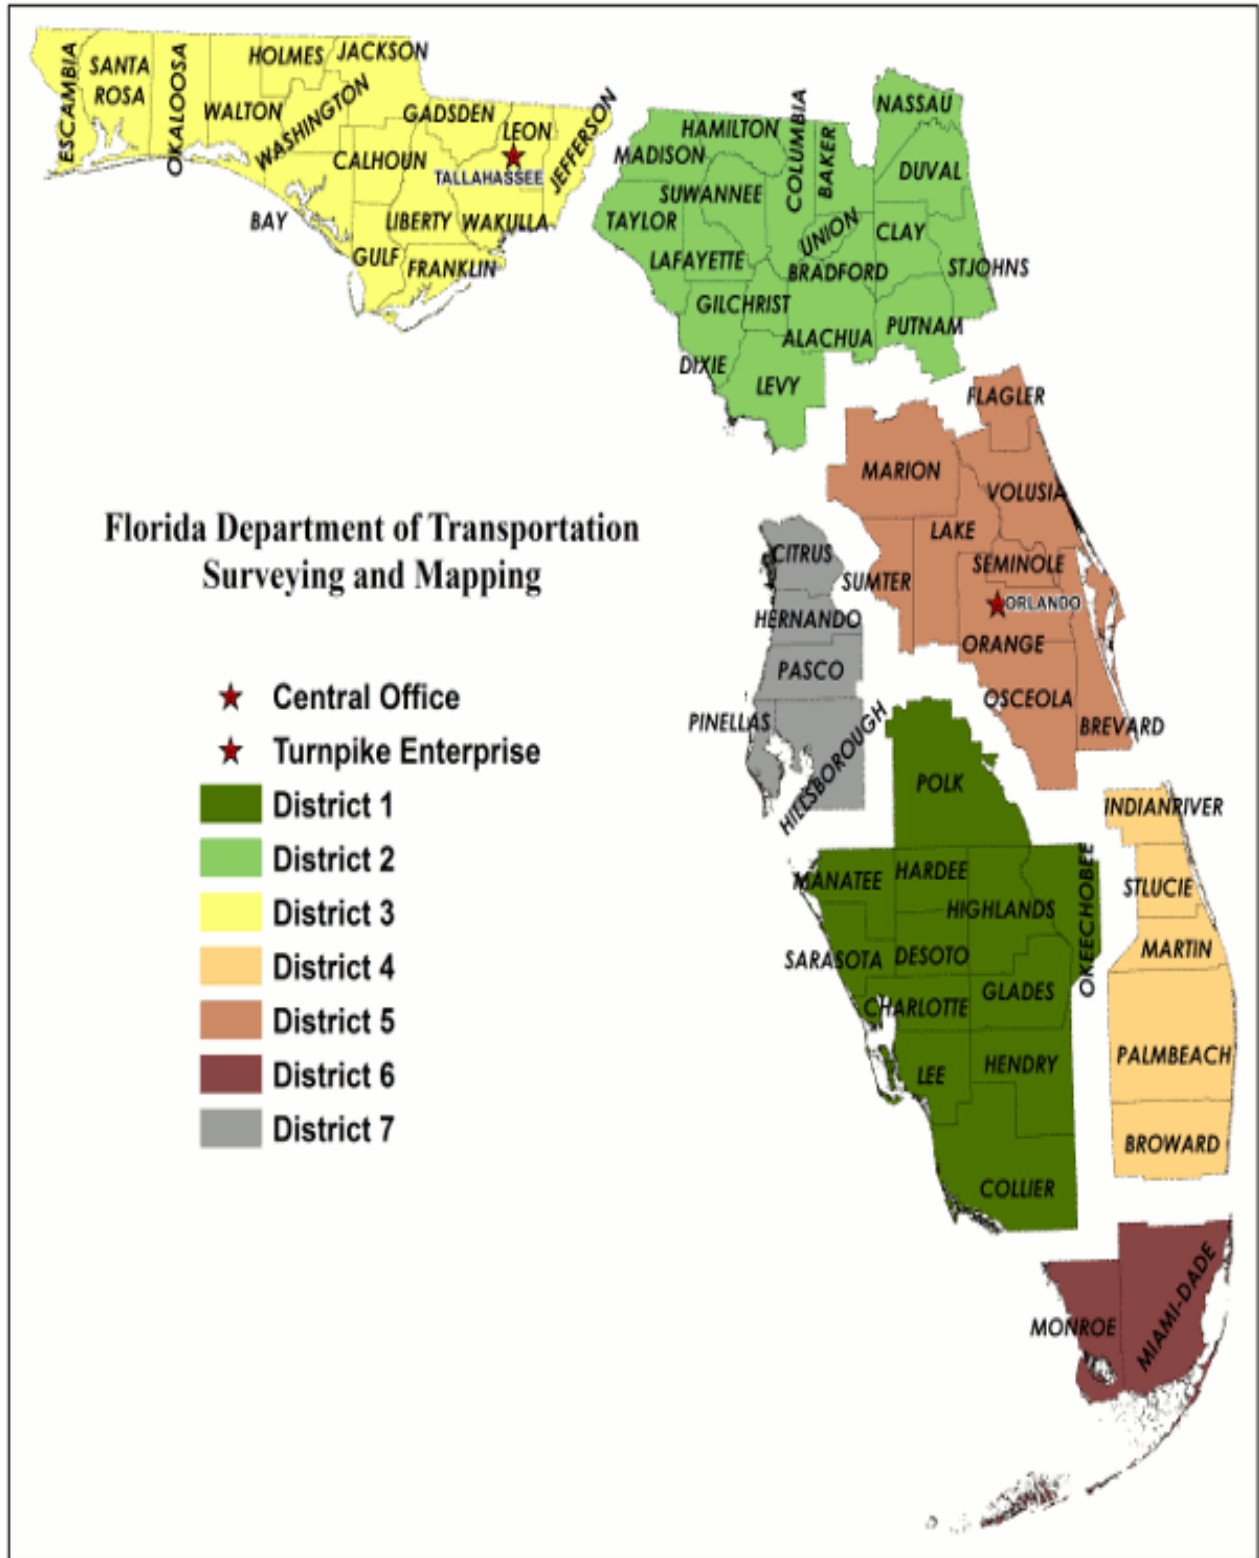 ESCAMBIA
SANTA
ROSA
OKALOOSA
WALTON
HOLMES
JACKSON
WASHINGTON
BAY
CALHOUN
GADSDEN
LEON
JEFFERSON
TALLAHASSEE
LIBERTY
WAKULLA
GULF
FRANKLIN
HAMILTON
MADISON
COLUMBIA
BAKER
NASSAU
DUVAL
SUWANNEE
TAYLOR
UNION
CLAY
LAFAYETTE
BRADFORD
STJOHNS
GILCHRIST
ALACHUA
PUTNAM
DIXIE
LEVY
FLAGLER
MARION
VOLUSIA
LAKE
SEMINOLE
SUMTER
ORLANDO
ORANGE
OSCEOLA
BREVARD
CITRUS
HERNANDO
PASCO
PINELLAS
HILLSBOROUGH
Florida Department of Transportation
Surveying and Mapping
Central Office
Turnpike Enterprise
District 1
District 2
District 3
District 4
District 5
District 6
District 7
POLK
MANATEE
HARDEE
HIGHLANDS
OKEECHOBEE
SARASOTA
DESOTO
CHARLOTTE
GLADES
LEE
HENDRY
COLLIER
INDIANRIVER
STLUCIE
MARTIN
PALMBEACH
BROWARD
MONROE
MIAMI-DADE